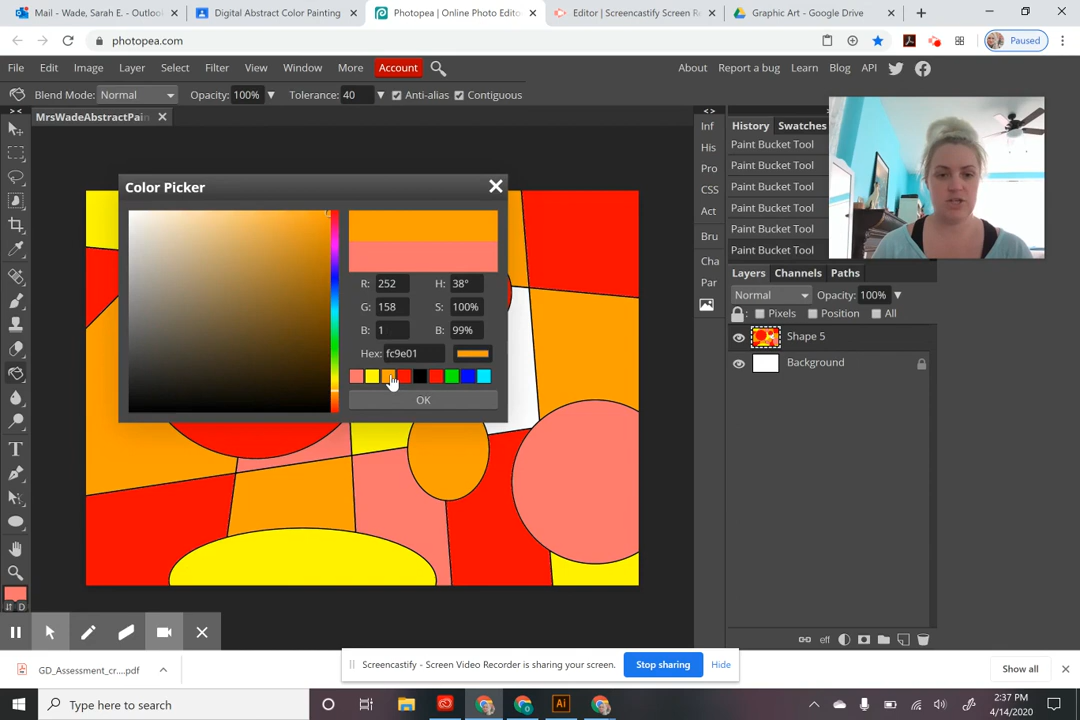 Mail - Wade, Sarah E. - Outloo
Digital Abstract Color Painting
Photopea | Online Photo Edito
Editor | Screencastify Screen R
Graphic Art - Google Drive
photopea.com
Paused
File Edit Image Layer Select Filter View Window More Account
About Report a bug Learn Blog API
Blend Mode: Normal Opacity: 100% Tolerance: 40 Anti-alias Contiguous
MrsWadeAbstractPain
> <
< >
Inf
His
Pro
CSS
Act
Bru
Cha
Par
History Swatches
Paint Bucket Tool
Paint Bucket Tool
Paint Bucket Tool
Paint Bucket Tool
Paint Bucket Tool
Paint Bucket Tool
Color Picker
R: 252 H: 38°
G: 158 S: 100%
B: 1 B: 99%
Hex: fc9e01
OK
Layers Channels Paths
Normal Opacity: 100%
Pixels Position All
Shape 5
Background
eff
D
Screencastify - Screen Video Recorder is sharing your screen.
Stop sharing
Hide
GD_Assessment_cr....pdf
Show all
Type here to search
Ai
2:37 PM
4/14/2020